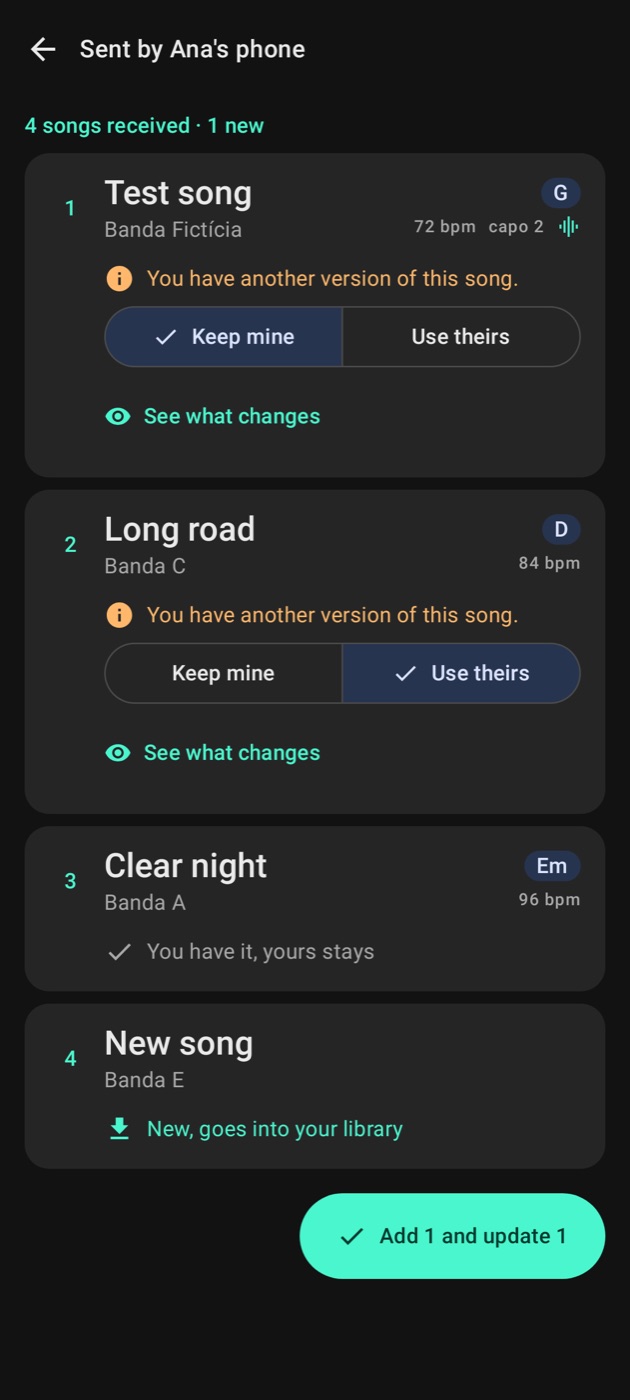 Sent by Ana's phone
4 songs received · 1 new
1
Test song
G
Banda Fictícia
72 bpm capo 2
You have another version of this song.
Keep mine
Use theirs
See what changes
2
Long road
D
Banda C
84 bpm
You have another version of this song.
Keep mine
Use theirs
See what changes
3
Clear night
Em
Banda A
96 bpm
You have it, yours stays
4
New song
Banda E
New, goes into your library
Add 1 and update 1